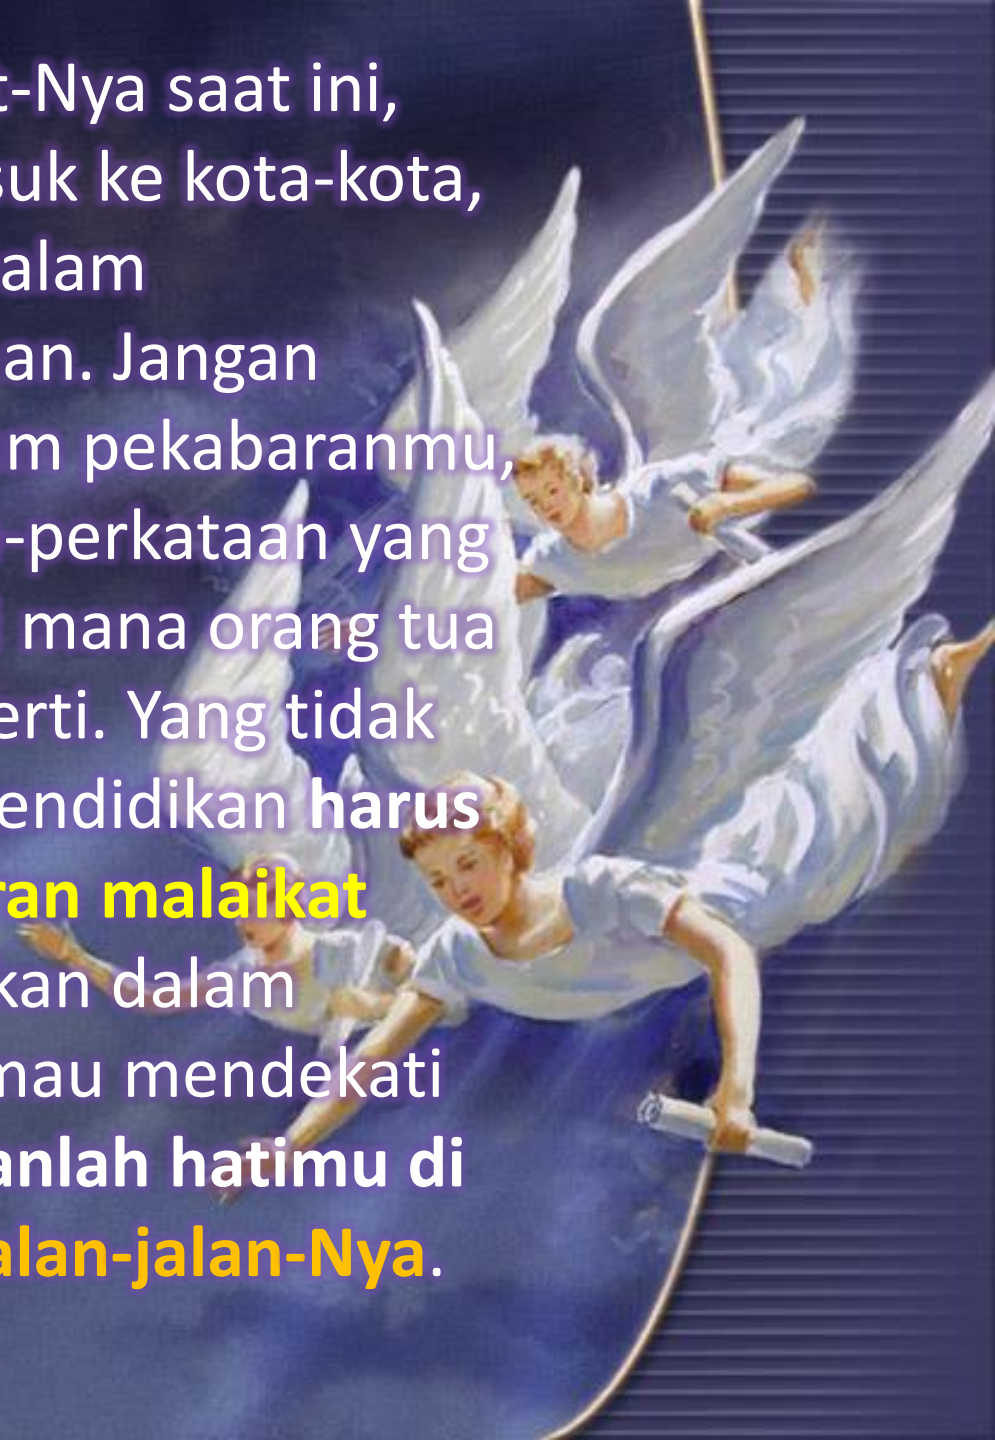 t-Nya saat ini,
suk ke kota-kota,
alam
an. Jangan
m pekabaranmu,
-perkataan yang
mana orang tua
erti. Yang tidak
endidikan harus
ran malaikat
kan dalam
mau mendekati
anlah hatimu di
alan-jalan-Nya.